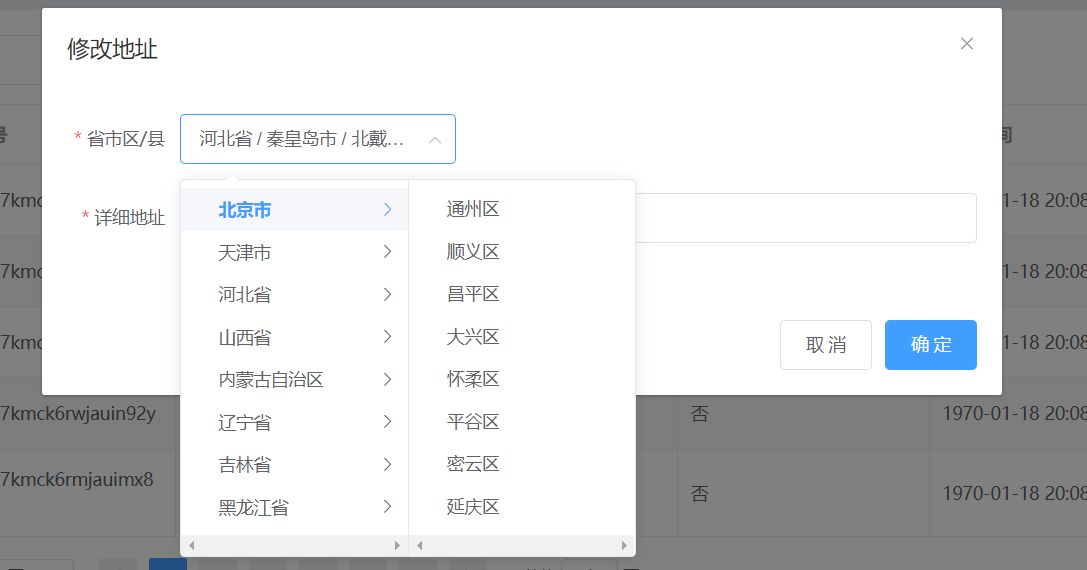 修改地址
* 省市区/县
河北省 / 秦皇岛市 / 北戴...
* 详细地址
北京市
天津市
河北省
山西省
内蒙古自治区
辽宁省
吉林省
黑龙江省
通州区
顺义区
昌平区
大兴区
怀柔区
平谷区
密云区
延庆区
取消
确定
号
间
7kmc
1-18 20:08
7kmc
1-18 20:08
7kmc
1-18 20:08
7kmck6rwjauin92y
否
1970-01-18 20:08
7kmck6rmjauimx8
否
1970-01-18 20:08